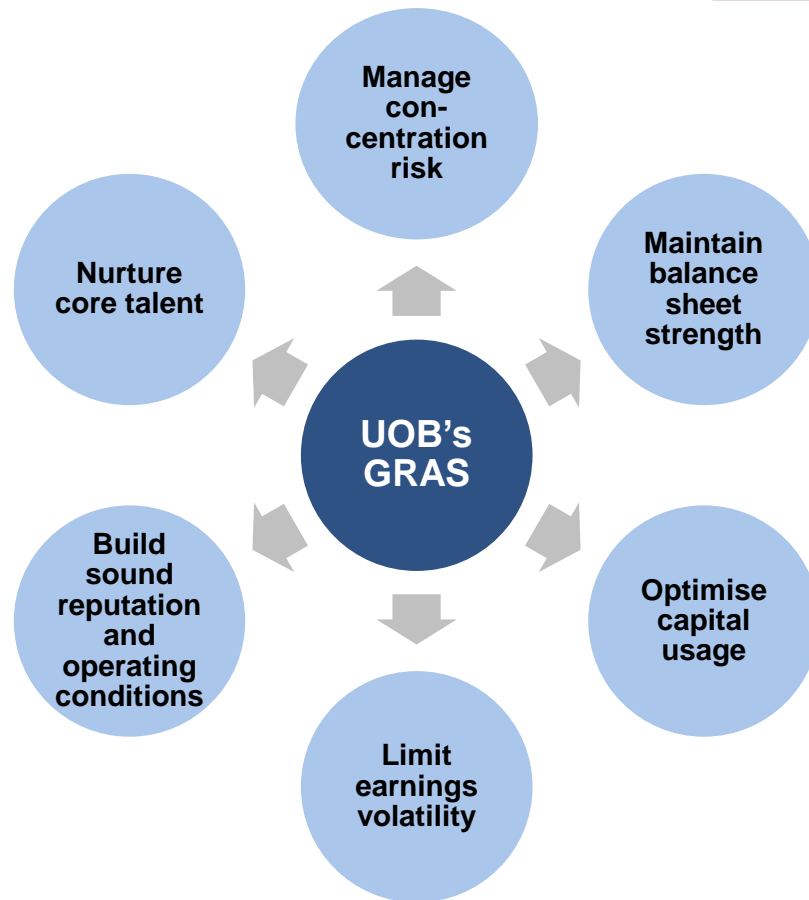 Manage
con-
centration
risk
Maintain
balance
sheet
strength
Optimise
capital
usage
Limit
earnings
volatility
Build
sound
reputation
and
operating
conditions
Nurture
core talent
UOB’s
GRAS